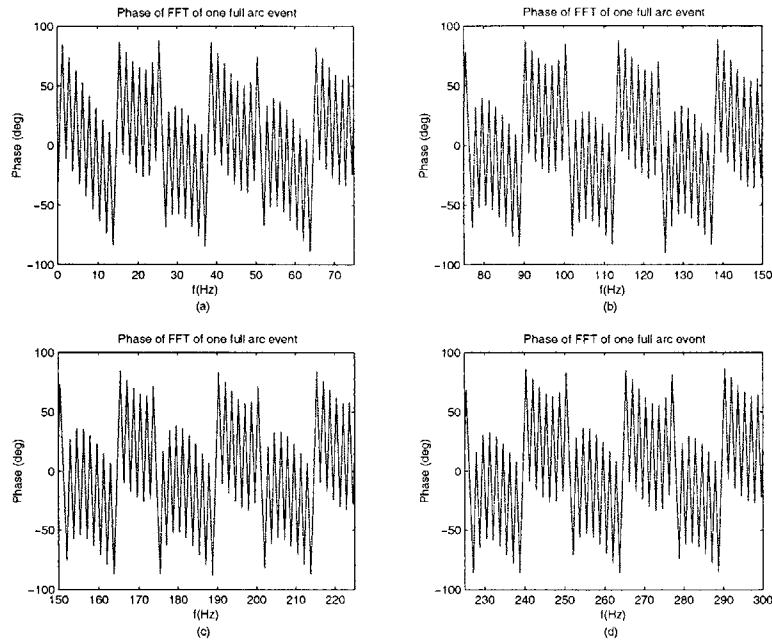 Phase of FFT of one full arc event
Phase of FFT of one full arc event
100
50
0
−50
−100
Phase (deg)
0 10 20 30 40 50 60 70
f(Hz)
(a)
100
50
0
−50
−100
Phase (deg)
80 90 100 110 120 130 140 150
f(Hz)
(b)
Phase of FFT of one full arc event
Phase of FFT of one full arc event
100
50
0
−50
−100
Phase (deg)
150 160 170 180 190 200 210 220
f(Hz)
(c)
100
50
0
−50
−100
Phase (deg)
230 240 250 260 270 280 290 300
f(Hz)
(d)